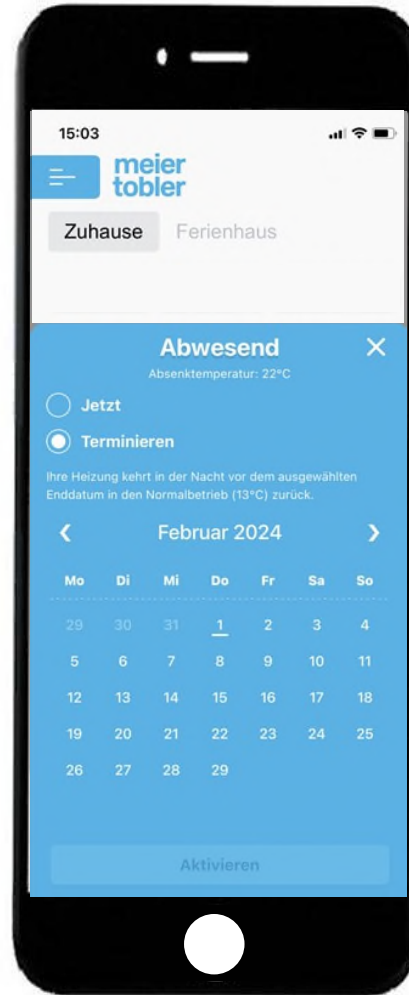 15:03
meier
tobler
Zuhause Ferienhaus
Abwesend
Absenktemperatur: 22°C
Jetzt
Terminieren
Ihre Heizung kehrt in der Nacht vor dem ausgewählten
Enddatum in den Normalbetrieb (13°C) zurück.
Februar 2024
Mo Di Mi Do Fr Sa So
29 30 31 1 2 3 4
5 6 7 8 9 10 11
12 13 14 15 16 17 18
19 20 21 22 23 24 25
26 27 28 29
Aktivieren